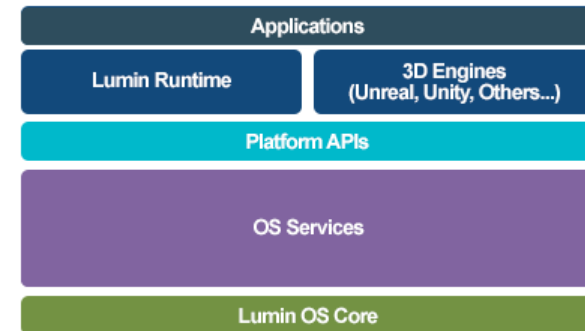 Applications
Lumin Runtime
3D Engines
(Unreal, Unity, Others...)
Platform APIs
OS Services
Lumin OS Core